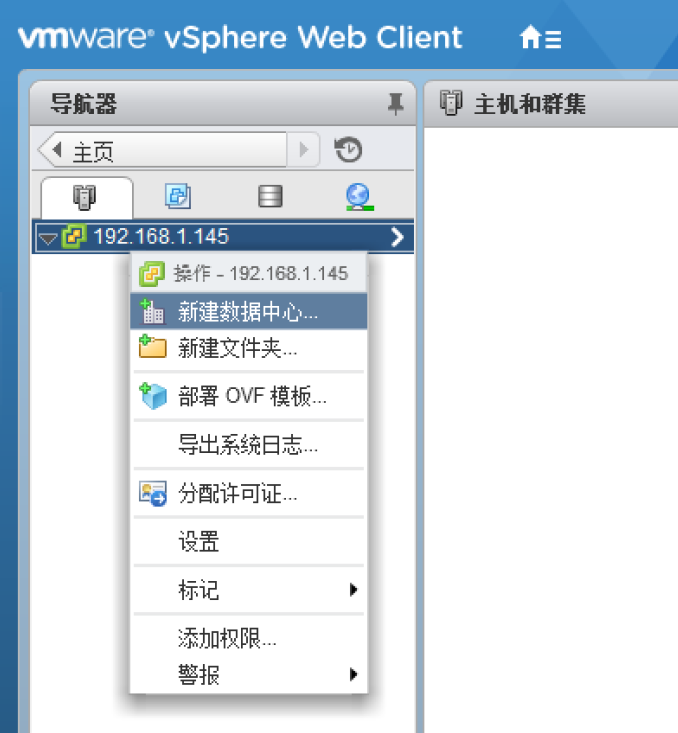 vmware® vSphere Web Client
导航器
主机和群集
主页
192.168.1.145
操作 - 192.168.1.145
新建数据中心...
新建文件夹...
部署 OVF 模板...
导出系统日志...
分配许可证...
设置
标记
添加权限...
警报